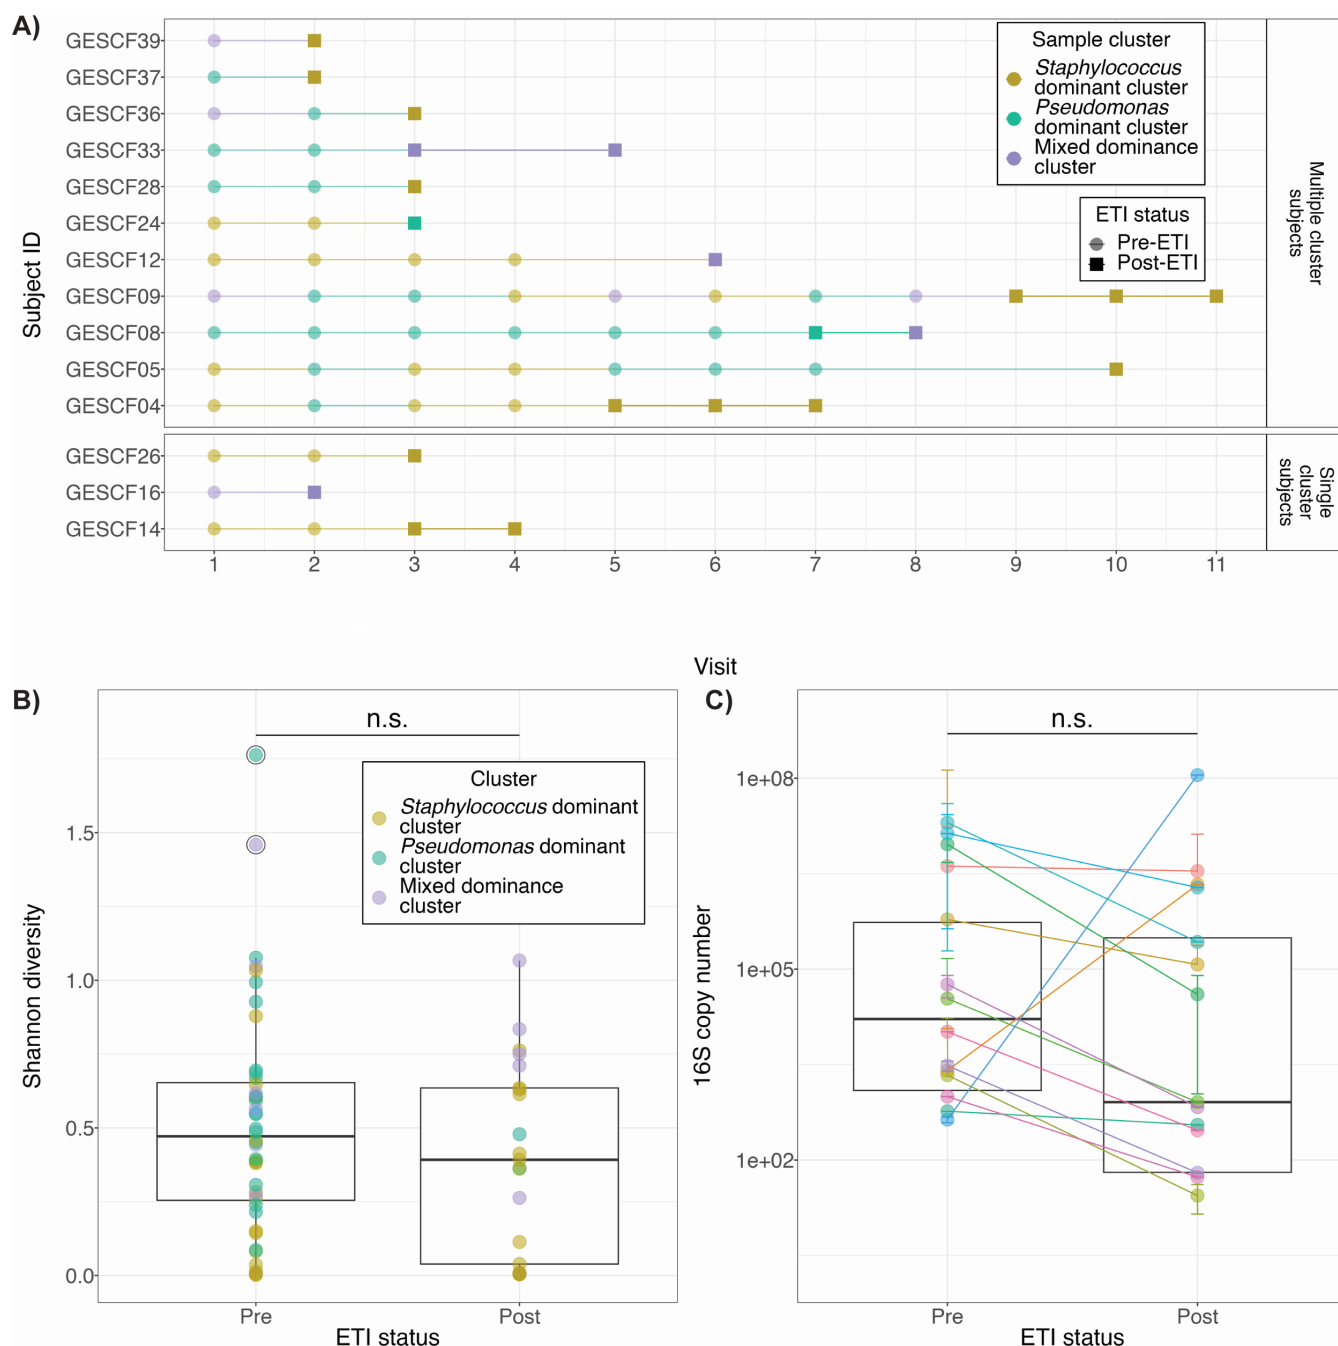 A)
Subject ID
GESCF39
GESCF37
GESCF36
GESCF33
GESCF28
GESCF24
GESCF12
GESCF09
GESCF08
GESCF05
GESCF04
GESCF26
GESCF16
GESCF14
Sample cluster
Staphylococcus
dominant cluster
Pseudomonas
dominant cluster
Mixed dominance
cluster
ETI status
Pre-ETI
Post-ETI
Multiple cluster
subjects
Single
cluster
subjects
1 2 3 4 5 6 7 8 9 10 11
Visit
B)
Shannon diversity
n.s.
1.5
1.0
0.5
0.0
Cluster
Staphylococcus dominant
cluster
Pseudomonas dominant
cluster
Mixed dominance
cluster
Pre Post
ETI status
C)
16S copy number
n.s.
1e+08
1e+05
1e+02
Pre Post
ETI status